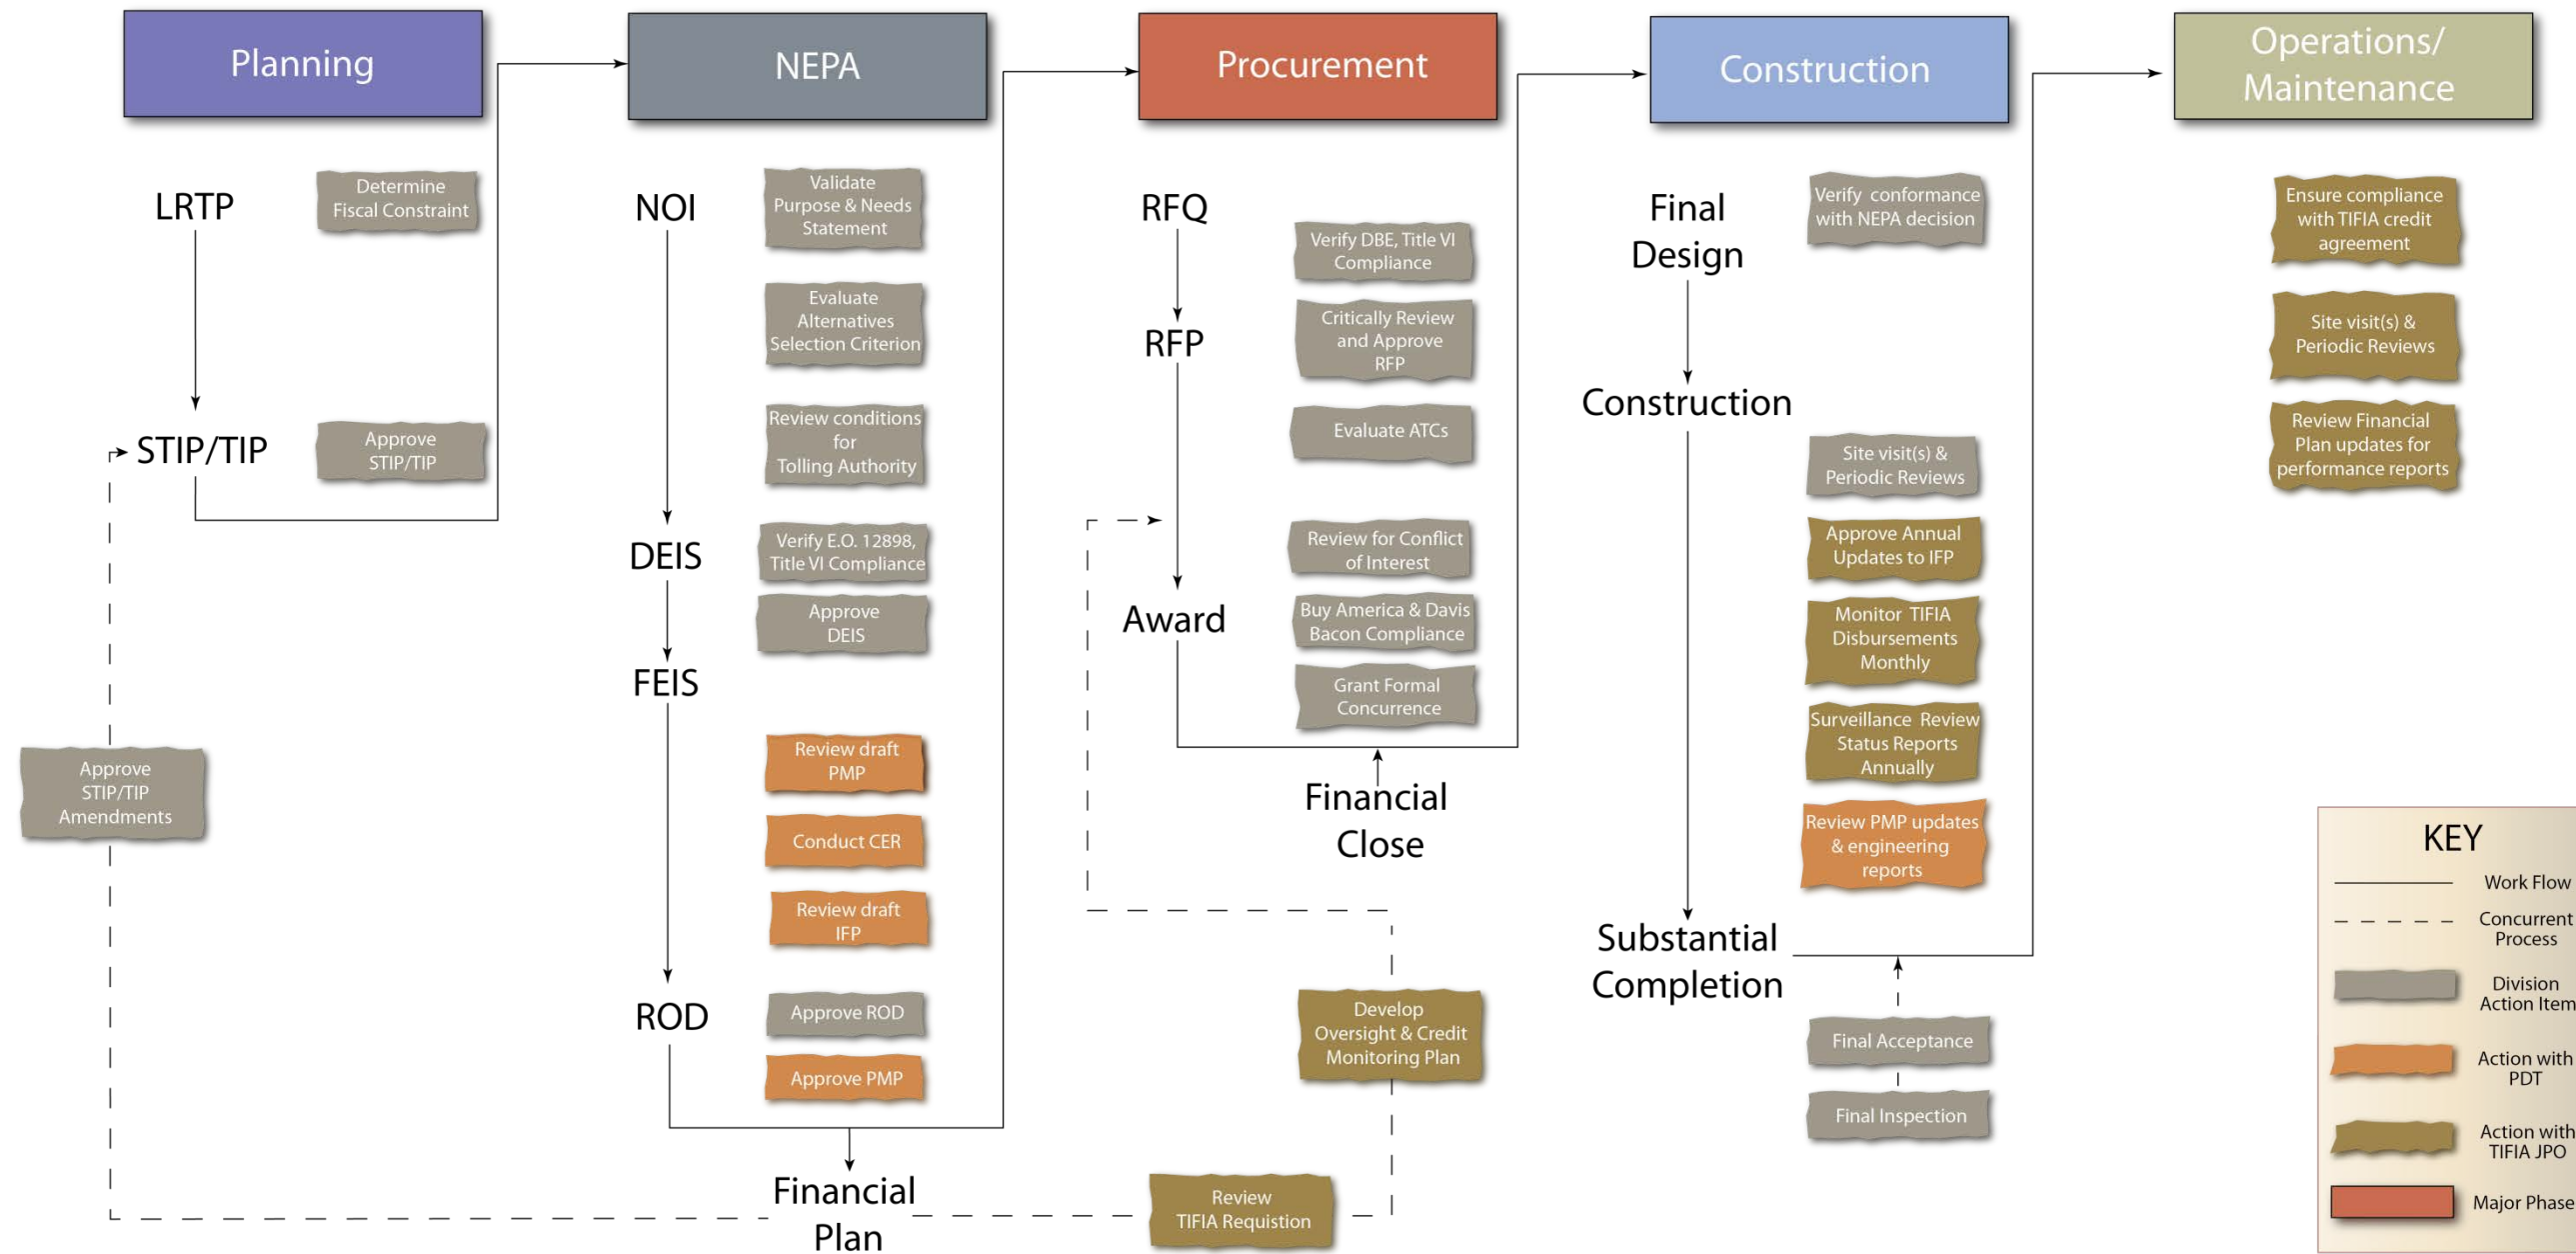 Planning
NEPA
Procurement
Construction
Operations/
Maintenance
LRTP
Determine
Fiscal Constraint
STIP/TIP
Approve
STIP/TIP
Approve
STIP/TIP
Amendments
NOI
Validate
Purpose & Needs
Statement
Evaluate
Alternatives
Selection Criterion
Review conditions
for
Tolling Authority
DEIS
Verify E.O. 12898,
Title VI Compliance
Approve
DEIS
FEIS
Review draft
PMP
Conduct CER
Review draft
IFP
ROD
Approve ROD
Approve PMP
Financial
Plan
RFQ
Verify DBE, Title VI
Compliance
RFP
Critically Review
and Approve
RFP
Evaluate ATCs
Review for Conflict
of Interest
Award
Buy America & Davis
Bacon Compliance
Grant Formal
Concurrence
Financial
Close
Develop
Oversight & Credit
Monitoring Plan
Review
TIFIA Requistion
Final
Design
Verify conformance
with NEPA decision
Construction
Site visit(s) &
Periodic Reviews
Approve Annual
Updates to IFP
Monitor TIFIA
Disbursements
Monthly
Surveillance Review
Status Reports
Annually
Review PMP updates
& engineering
reports
Substantial
Completion
Final Acceptance
Final Inspection
Ensure compliance
with TIFIA credit
agreement
Site visit(s) &
Periodic Reviews
Review Financial
Plan updates for
performance reports
KEY
Work Flow
Concurrent
Process
Division
Action Item
Action with
PDT
Action with
TIFIA JPO
Major Phase